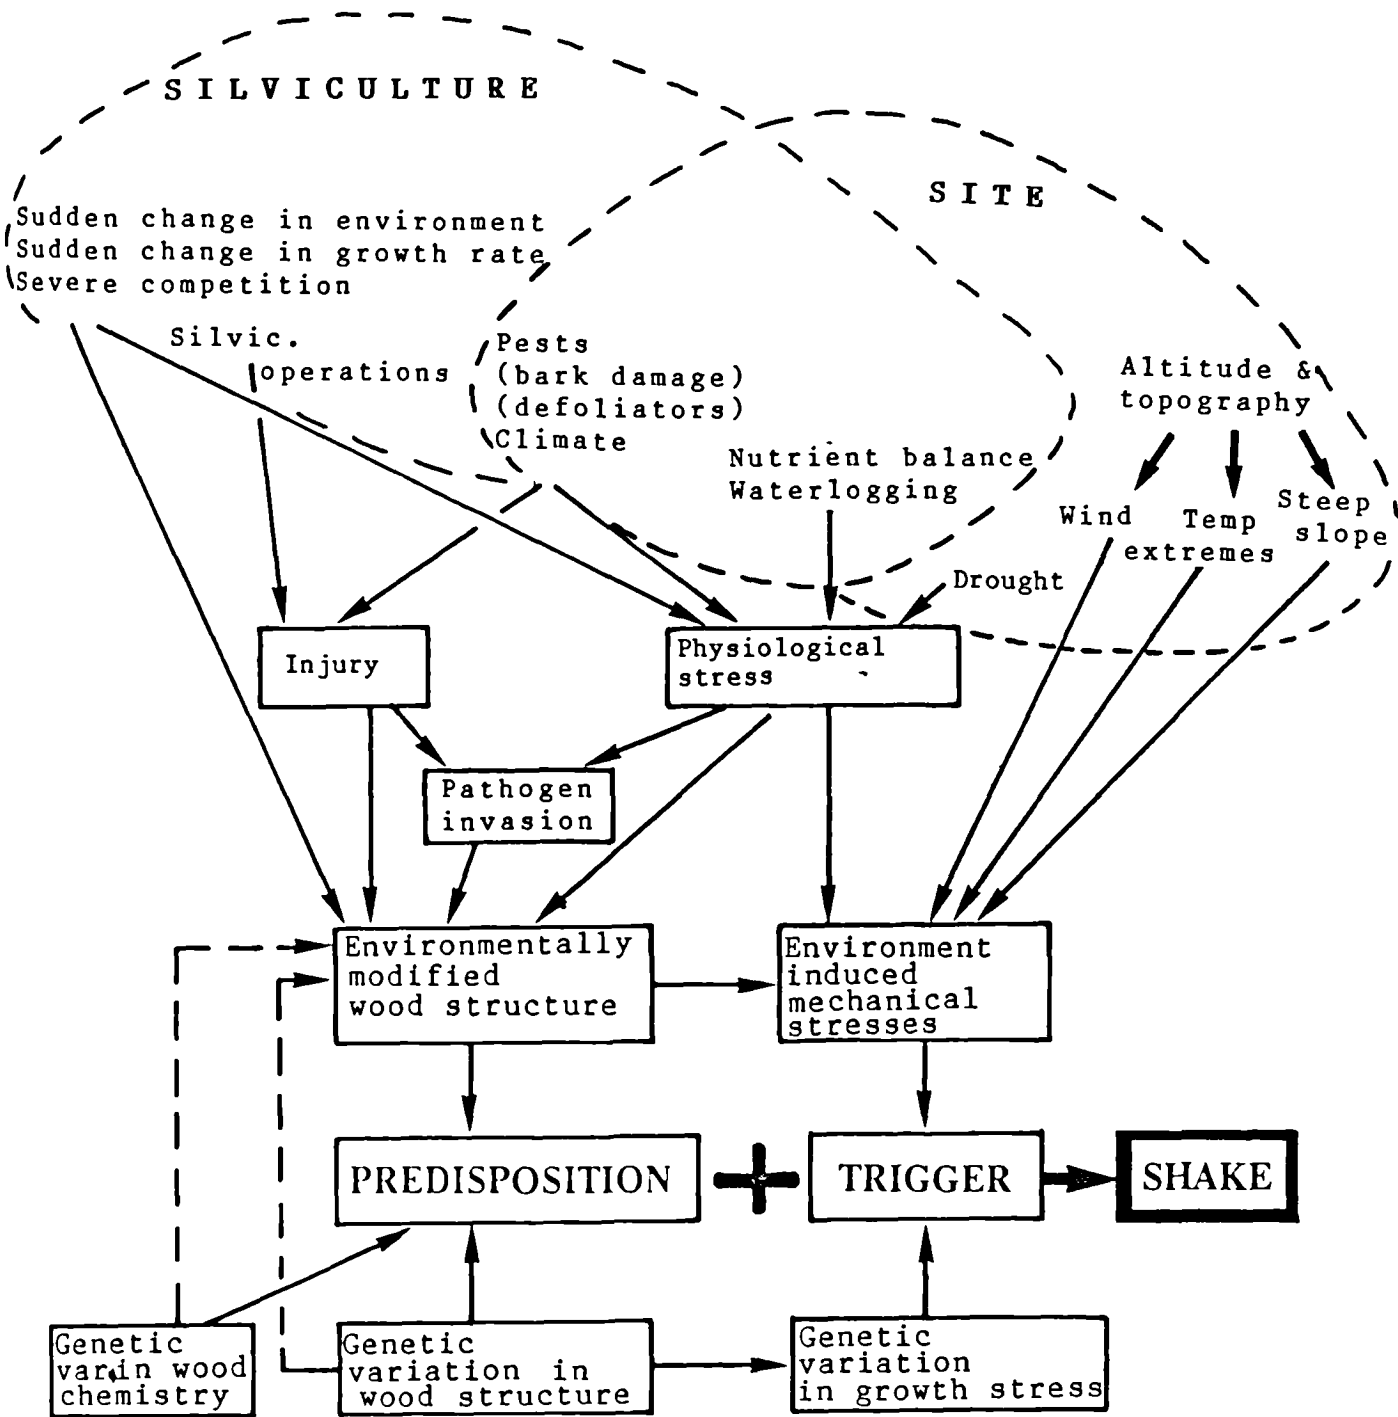 SILVICULTURE
SITE
Sudden change in environment
Sudden change in growth rate
Severe competition
Silvic.
operations
Pests
(bark damage)
(defoliators)
Climate
Nutrient balance
Waterlogging
Altitude &
topography
Wind
Temp
extremes
Steep
slope
Drought
Injury
Physiological
stress
Pathogen
invasion
Environmentally
modified
wood structure
Environment
induced
mechanical
stresses
PREDISPOSITION
+
TRIGGER
SHAKE
Genetic
var.in wood
chemistry
Genetic
variation in
wood structure
Genetic
variation
in growth stress